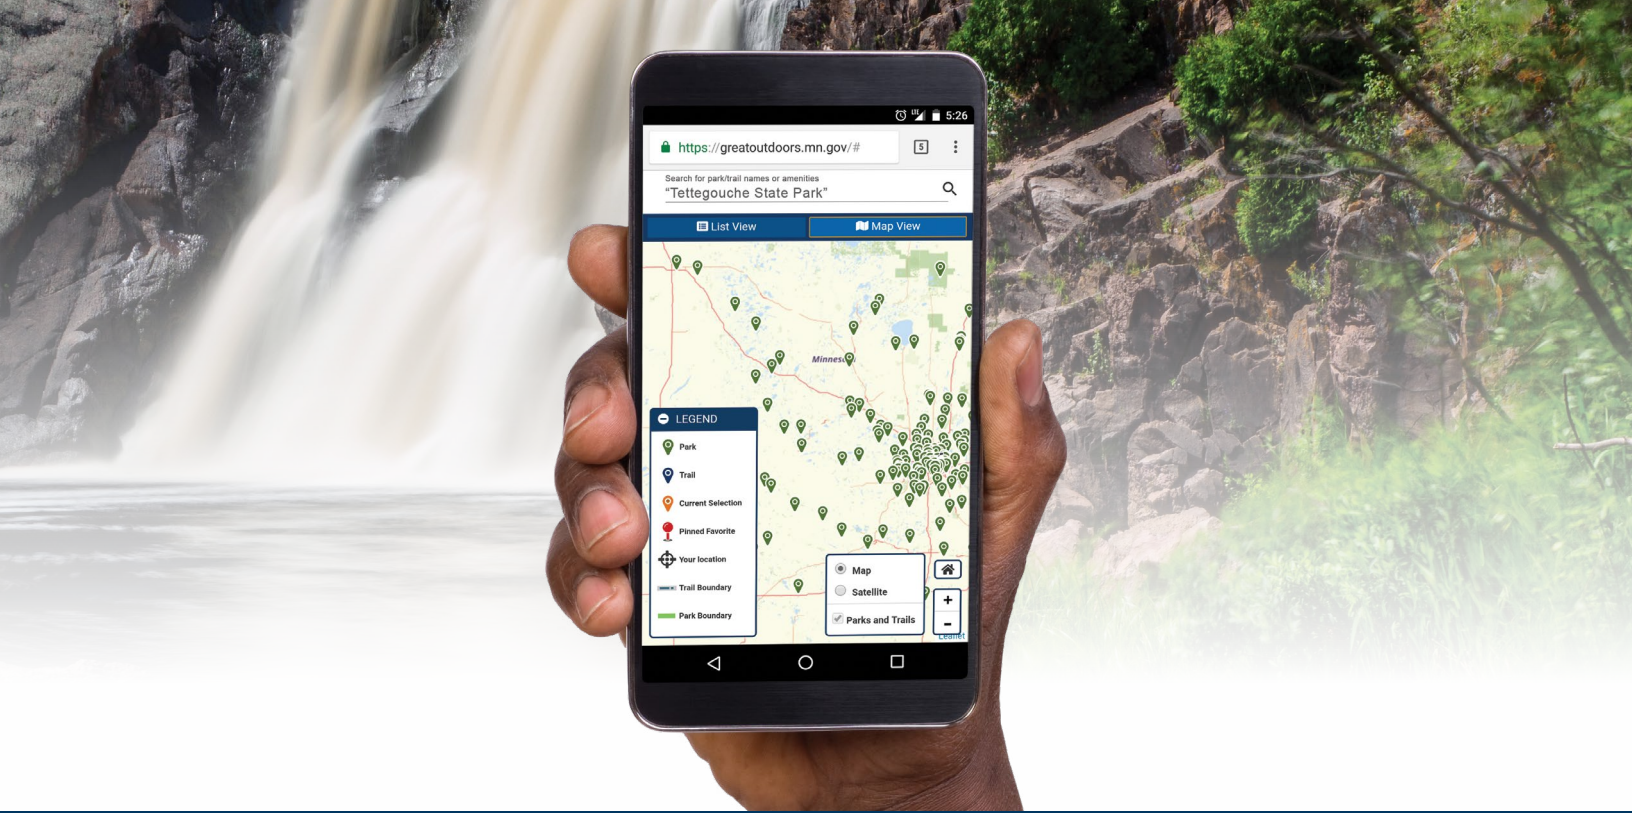 LTE 5:26
https://greatoutdoors.mn.gov/# 5
Search for park/trail names or amenities
“Tettegouche State Park”
List View Map View
LEGEND
Park
Trail
Current Selection
Pinned Favorite
Your location
Trail Boundary
Park Boundary
Map
Satellite
Parks and Trails
+
-
Leaflet